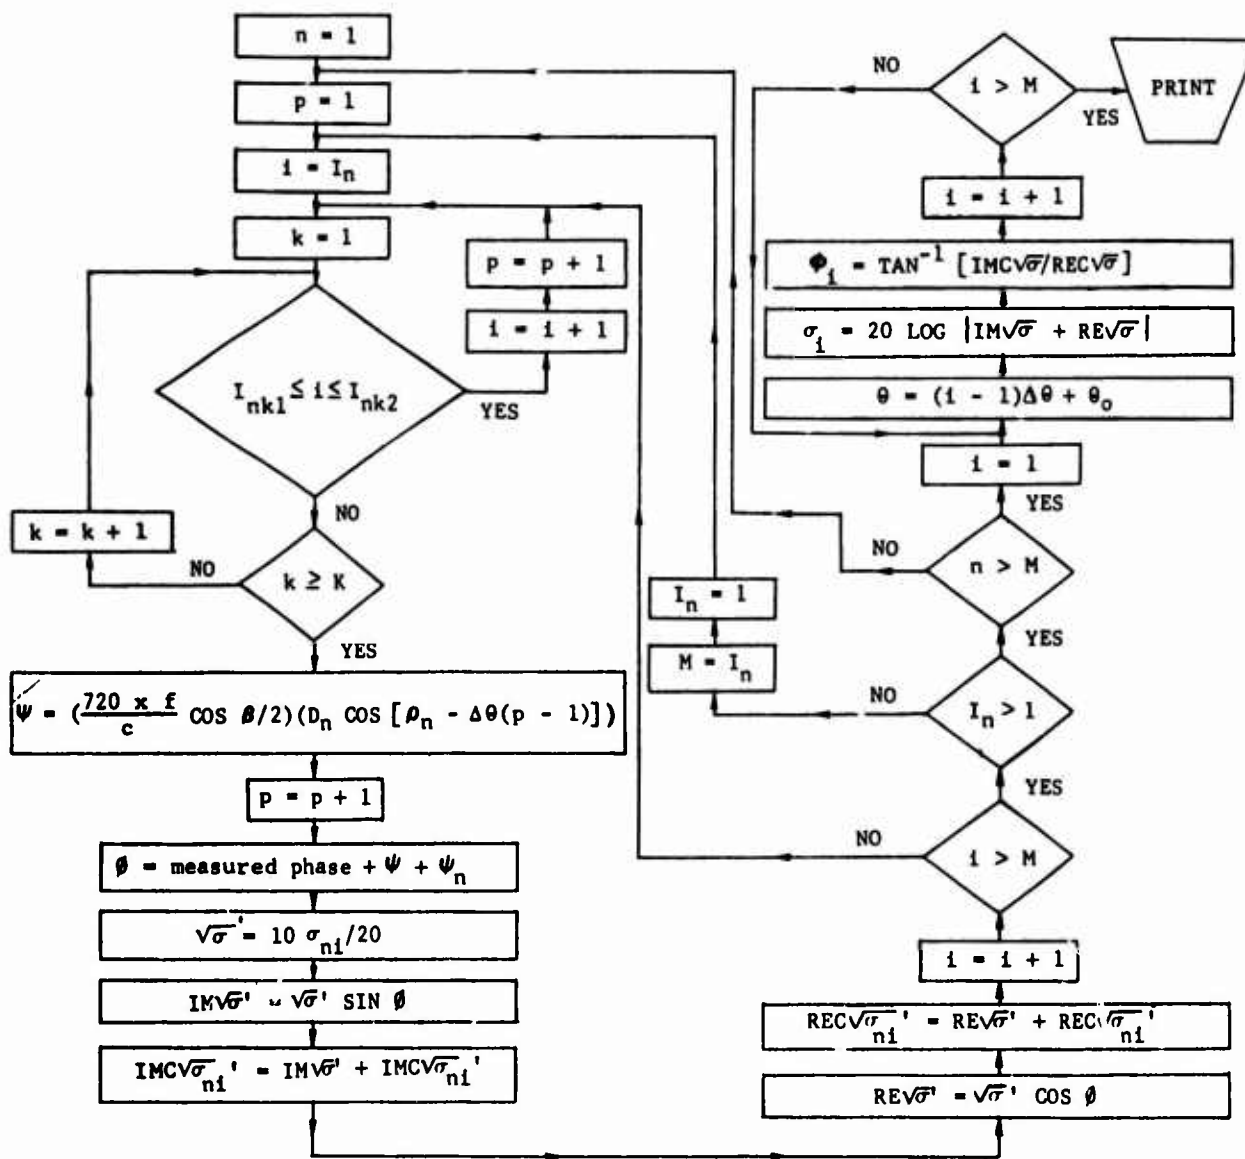 n = 1
p = 1
i = I_n
k = 1
p = p + 1
i = i + 1
I_nk1 ≤ i ≤ I_nk2
YES
NO
k = k + 1
NO
k ≥ K
YES
Ψ = (720 x f/c COS β/2)(D_n COS [ρ_n - Δθ(p - 1)])
p = p + 1
ø = measured phase + Ψ + Ψ_n
√σ' = 10 σ_ni/20
IM√σ' = √σ' SIN ø
IMC√σ_ni' = IM√σ' + IMC√σ_ni'
RE√σ' = √σ' COS ø
REC√σ_ni' = RE√σ' + REC√σ_ni'
i = i + 1
i > M
NO
YES
I_n > 1
NO
M = I_n
I_n = 1
YES
n > M
NO
YES
i = 1
θ = (i - 1)Δθ + θ_o
σ_i = 20 LOG |IM√σ + RE√σ|
Φ_i = TAN⁻¹ [IMC√σ/REC√σ]
i = i + 1
i > M
NO
YES
PRINT